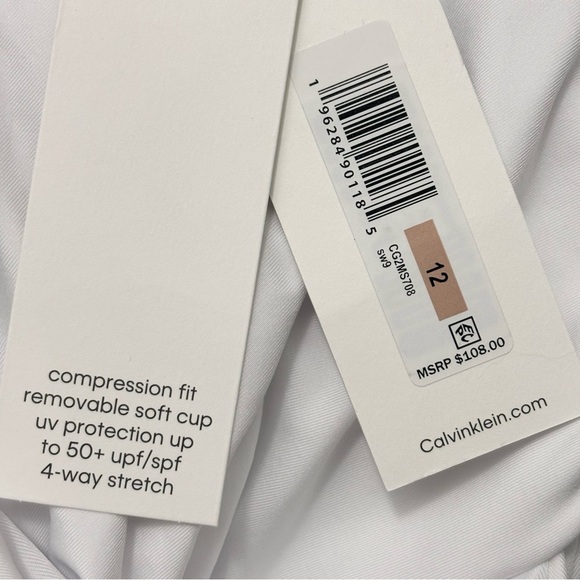 compression fit
removable soft cup
uv protection up
to 50+ upf/spf
4-way stretch
1 96284 90118 5
CG2MS708
sw9
12
MSRP $108.00
Calvinklein.com